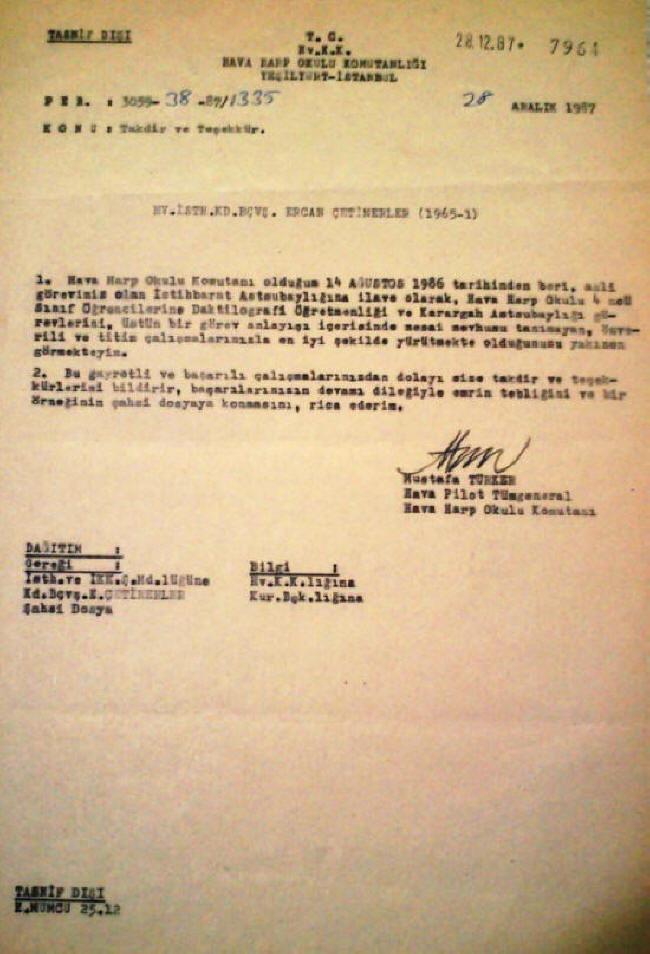 TASNİF DIŞI
T. C.
Hv.K.K.
HAVA HARP OKULU KOMUTANLIĞI
YEŞİLYURT-İSTANBUL
28.12.87* 7964
PER. : 3059-38-87/1335
28 ARALIK 1987
KONU : Takdir ve Teşekkür.
HV.İSTH.KD.BÇVŞ. ERCAN ÇETİNERLER (1965-1)
1. Hava Harp Okulu Komutanı olduğum 14 AĞUSTOS 1986 tarihinden beri, asli
göreviniz olan İstihbarat Astsubaylığına ilave olarak, Hava Harp Okulu 4 ncü
Sınıf Öğrencilerine Daktilografi Öğretmenliği ve Karargah Astsubaylığı gö-
revlerini, üstün bir görev anlayışı içerisinde mesai mevhumu tanımayan, özve-
rili ve titiz çalışmalarınızla en iyi şekilde yürütmekte olduğunuzu yakinen
görmekteyim.
2. Bu gayretli ve başarılı çalışmalarınızdan dolayı size takdir ve teşek-
kürlerimi bildirir, başarılarınızın devamı dileğiyle emrin tebliğini ve bir
örneğinin şahsi dosyaya konmasını, rica ederim.
Mustafa TÜRKER
Hava Pilot Tümgeneral
Hava Harp Okulu Komutanı
DAĞITIM :
Gereği :
Bilgi :
İsth.ve İKK.Ş.Md.lüğüne
Hv.K.K.lığına
Kd.Bçvş.E.ÇETİNERLER
Kur.Bşk.lığına
Şahsi Dosya
TASNİF DIŞI
K.MUMCU 25.12